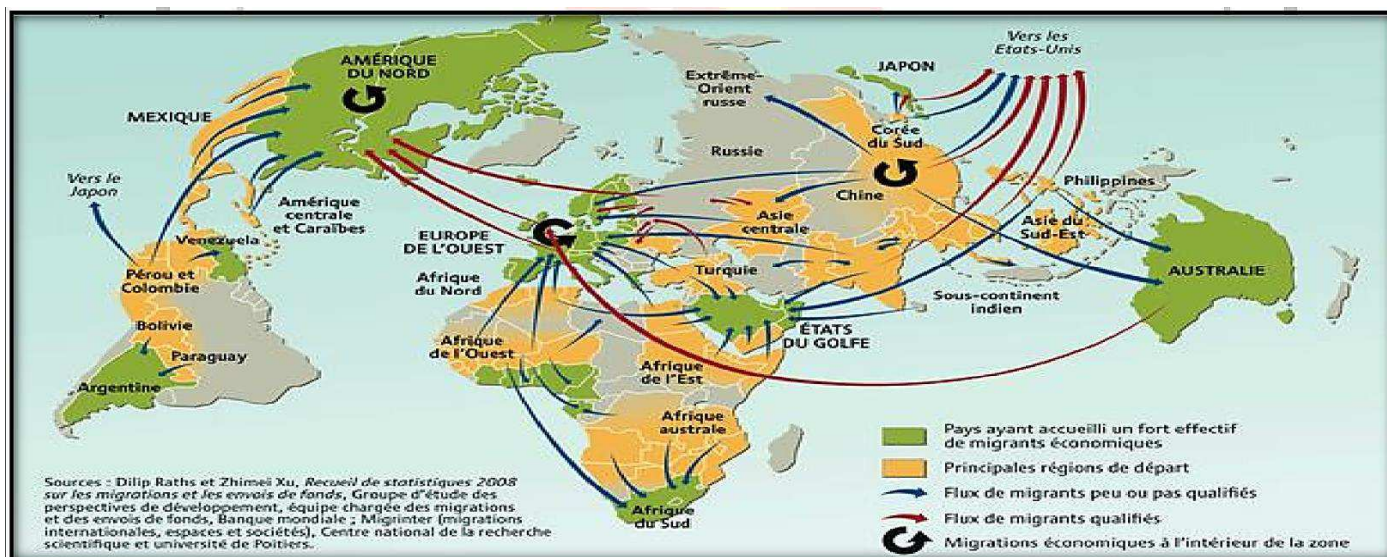 Vers les
Etats-Unis
AMÉRIQUE
DU NORD
JAPON
Extrême-
Orient
russe
MEXIQUE
Corée
du Sud
Russie
Vers le
Japon
Philippines
Chine
Amérique
centrale
et Caraïbes
Asie
centrale
Asie du
Sud-Est
Venezuela
EUROPE
DE L'OUEST
AUSTRALIE
Pérou et
Colombie
Afrique
du Nord
Turquie
Sous-continent
indien
Bolivie
ÉTATS
DU GOLFE
Paraguay
Afrique
de l'Ouest
Afrique
de l'Est
Argentine
Afrique
australe
Afrique
du Sud
Pays ayant accueilli un fort effectif
de migrants économiques
Principales régions de départ
Flux de migrants peu ou pas qualifiés
Flux de migrants qualifiés
Migrations économiques à l'intérieur de la zone
Sources : Dilip Raths et Zhimeï Xu, Recueil de statistiques 2008
sur les migrations et les envois de fonds, Groupe d'étude des
perspectives de développement, équipe chargée des migrations
et des envois de fonds, Banque mondiale ; Migrinter (migrations
internationales, espaces et sociétés), Centre national de la recherche
scientifique et université de Poitiers.